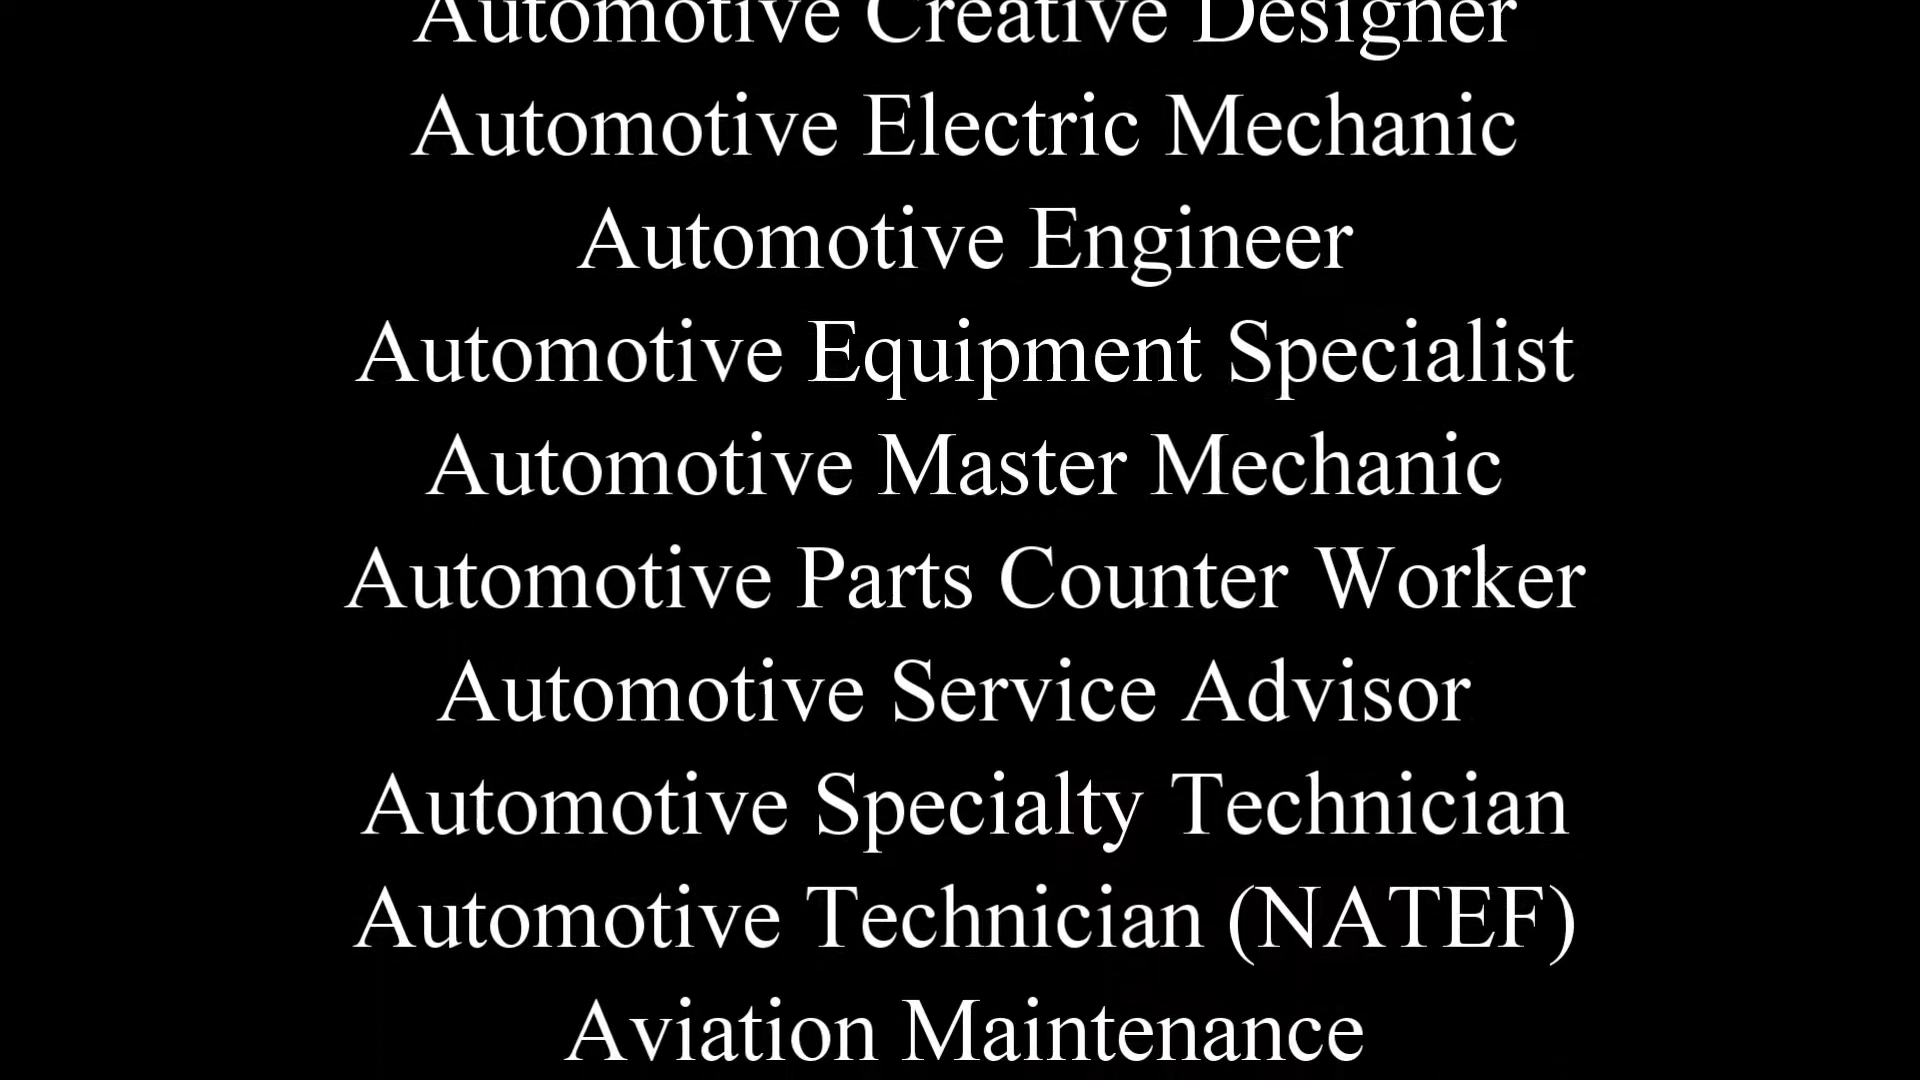 Automotive Creative Designer
Automotive Electric Mechanic
Automotive Engineer
Automotive Equipment Specialist
Automotive Master Mechanic
Automotive Parts Counter Worker
Automotive Service Advisor
Automotive Specialty Technician
Automotive Technician (NATEF)
Aviation Maintenance